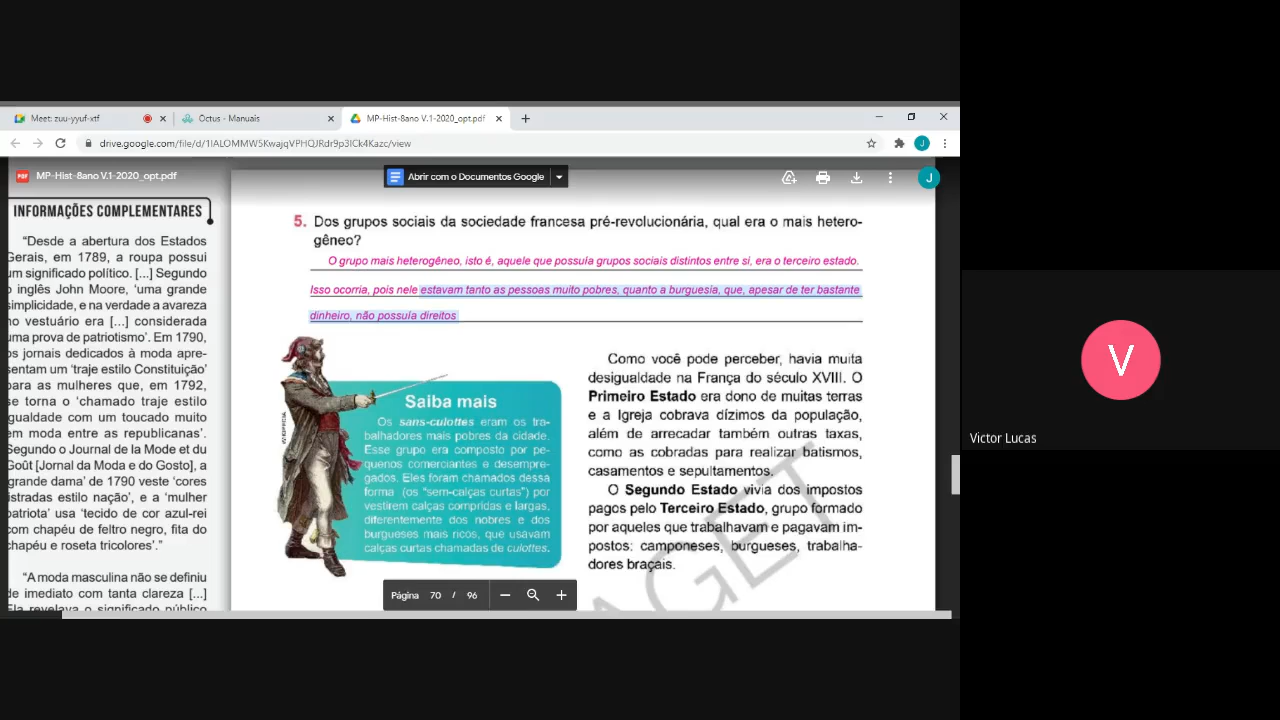 Meet: zuu-yyuf-xtf
Octus - Manuais
MP-Hist-8ano V.1-2020_opt.pdf
drive.google.com/file/d/1IALOMMW5KwajqVPHQJRdr9p3ICk4Kazc/view
J
PDF
MP-Hist-8ano V.1-2020_opt.pdf
Abrir com o Documentos Google
J
INFORMAÇÕES COMPLEMENTARES
“Desde a abertura dos Estados
Gerais, em 1789, a roupa possui
um significado político. [...] Segundo
o inglês John Moore, ‘uma grande
simplicidade, e na verdade a avareza
no vestuário era [...] considerada
uma prova de patriotismo’. Em 1790,
os jornais dedicados à moda apre-
sentam um ‘traje estilo Constituição’
para as mulheres que, em 1792,
se torna o ‘chamado traje estilo
igualdade com um toucado muito
em moda entre as republicanas’.
Segundo o Journal de la Mode et du
Goût [Jornal da Moda e do Gosto], a
‘grande dama’ de 1790 veste ‘cores
listradas estilo nação’, e a ‘mulher
patriota’ usa ‘tecido de cor azul-rei
com chapéu de feltro negro, fita do
chapéu e roseta tricolores’.”
“A moda masculina não se definiu
de imediato com tanta clareza [...]
Ela revelava o significado público
5. Dos grupos sociais da sociedade francesa pré-revolucionária, qual era o mais hetero-
gêneo?
O grupo mais heterogêneo, isto é, aquele que possuía grupos sociais distintos entre si, era o terceiro estado.
Isso ocorria, pois nele estavam tanto as pessoas muito pobres, quanto a burguesia, que, apesar de ter bastante
dinheiro, não possuía direitos
WIKIPEDIA
Saiba mais
Os sans-culottes eram os tra-
balhadores mais pobres da cidade.
Esse grupo era composto por pe-
quenos comerciantes e desempre-
gados. Eles foram chamados dessa
forma (os “sem-calças curtas”) por
vestirem calças compridas e largas,
diferentemente dos nobres e dos
burgueses mais ricos, que usavam
calças curtas chamadas de culottes.
Como você pode perceber, havia muita
desigualdade na França do século XVIII. O
Primeiro Estado era dono de muitas terras
e a Igreja cobrava dízimos da população,
além de arrecadar também outras taxas,
como as cobradas para realizar batismos,
casamentos e sepultamentos.
O Segundo Estado vivia dos impostos
pagos pelo Terceiro Estado, grupo formado
por aqueles que trabalhavam e pagavam im-
postos: camponeses, burgueses, trabalha-
dores braçais.
Página 70 / 96
V
Victor Lucas